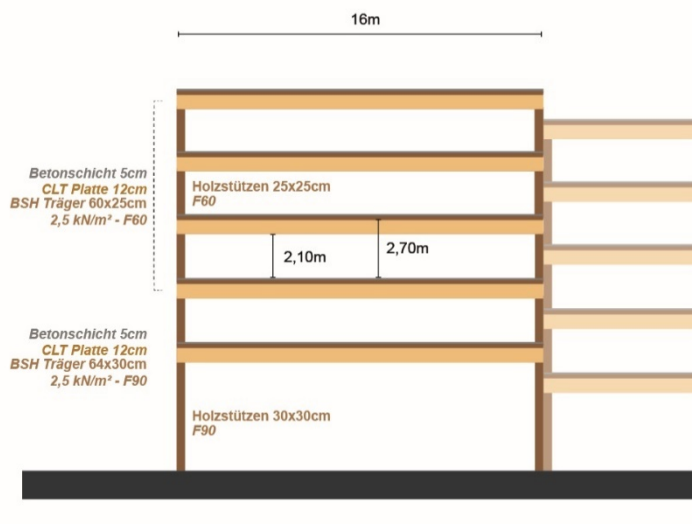 16m
Betonschicht 5cm
CLT Platte 12cm
BSH Träger 60x25cm
2,5 kN/m² - F60
Holzstützen 25x25cm
F60
2,10m
2,70m
Betonschicht 5cm
CLT Platte 12cm
BSH Träger 64x30cm
2,5 kN/m² - F90
Holzstützen 30x30cm
F90